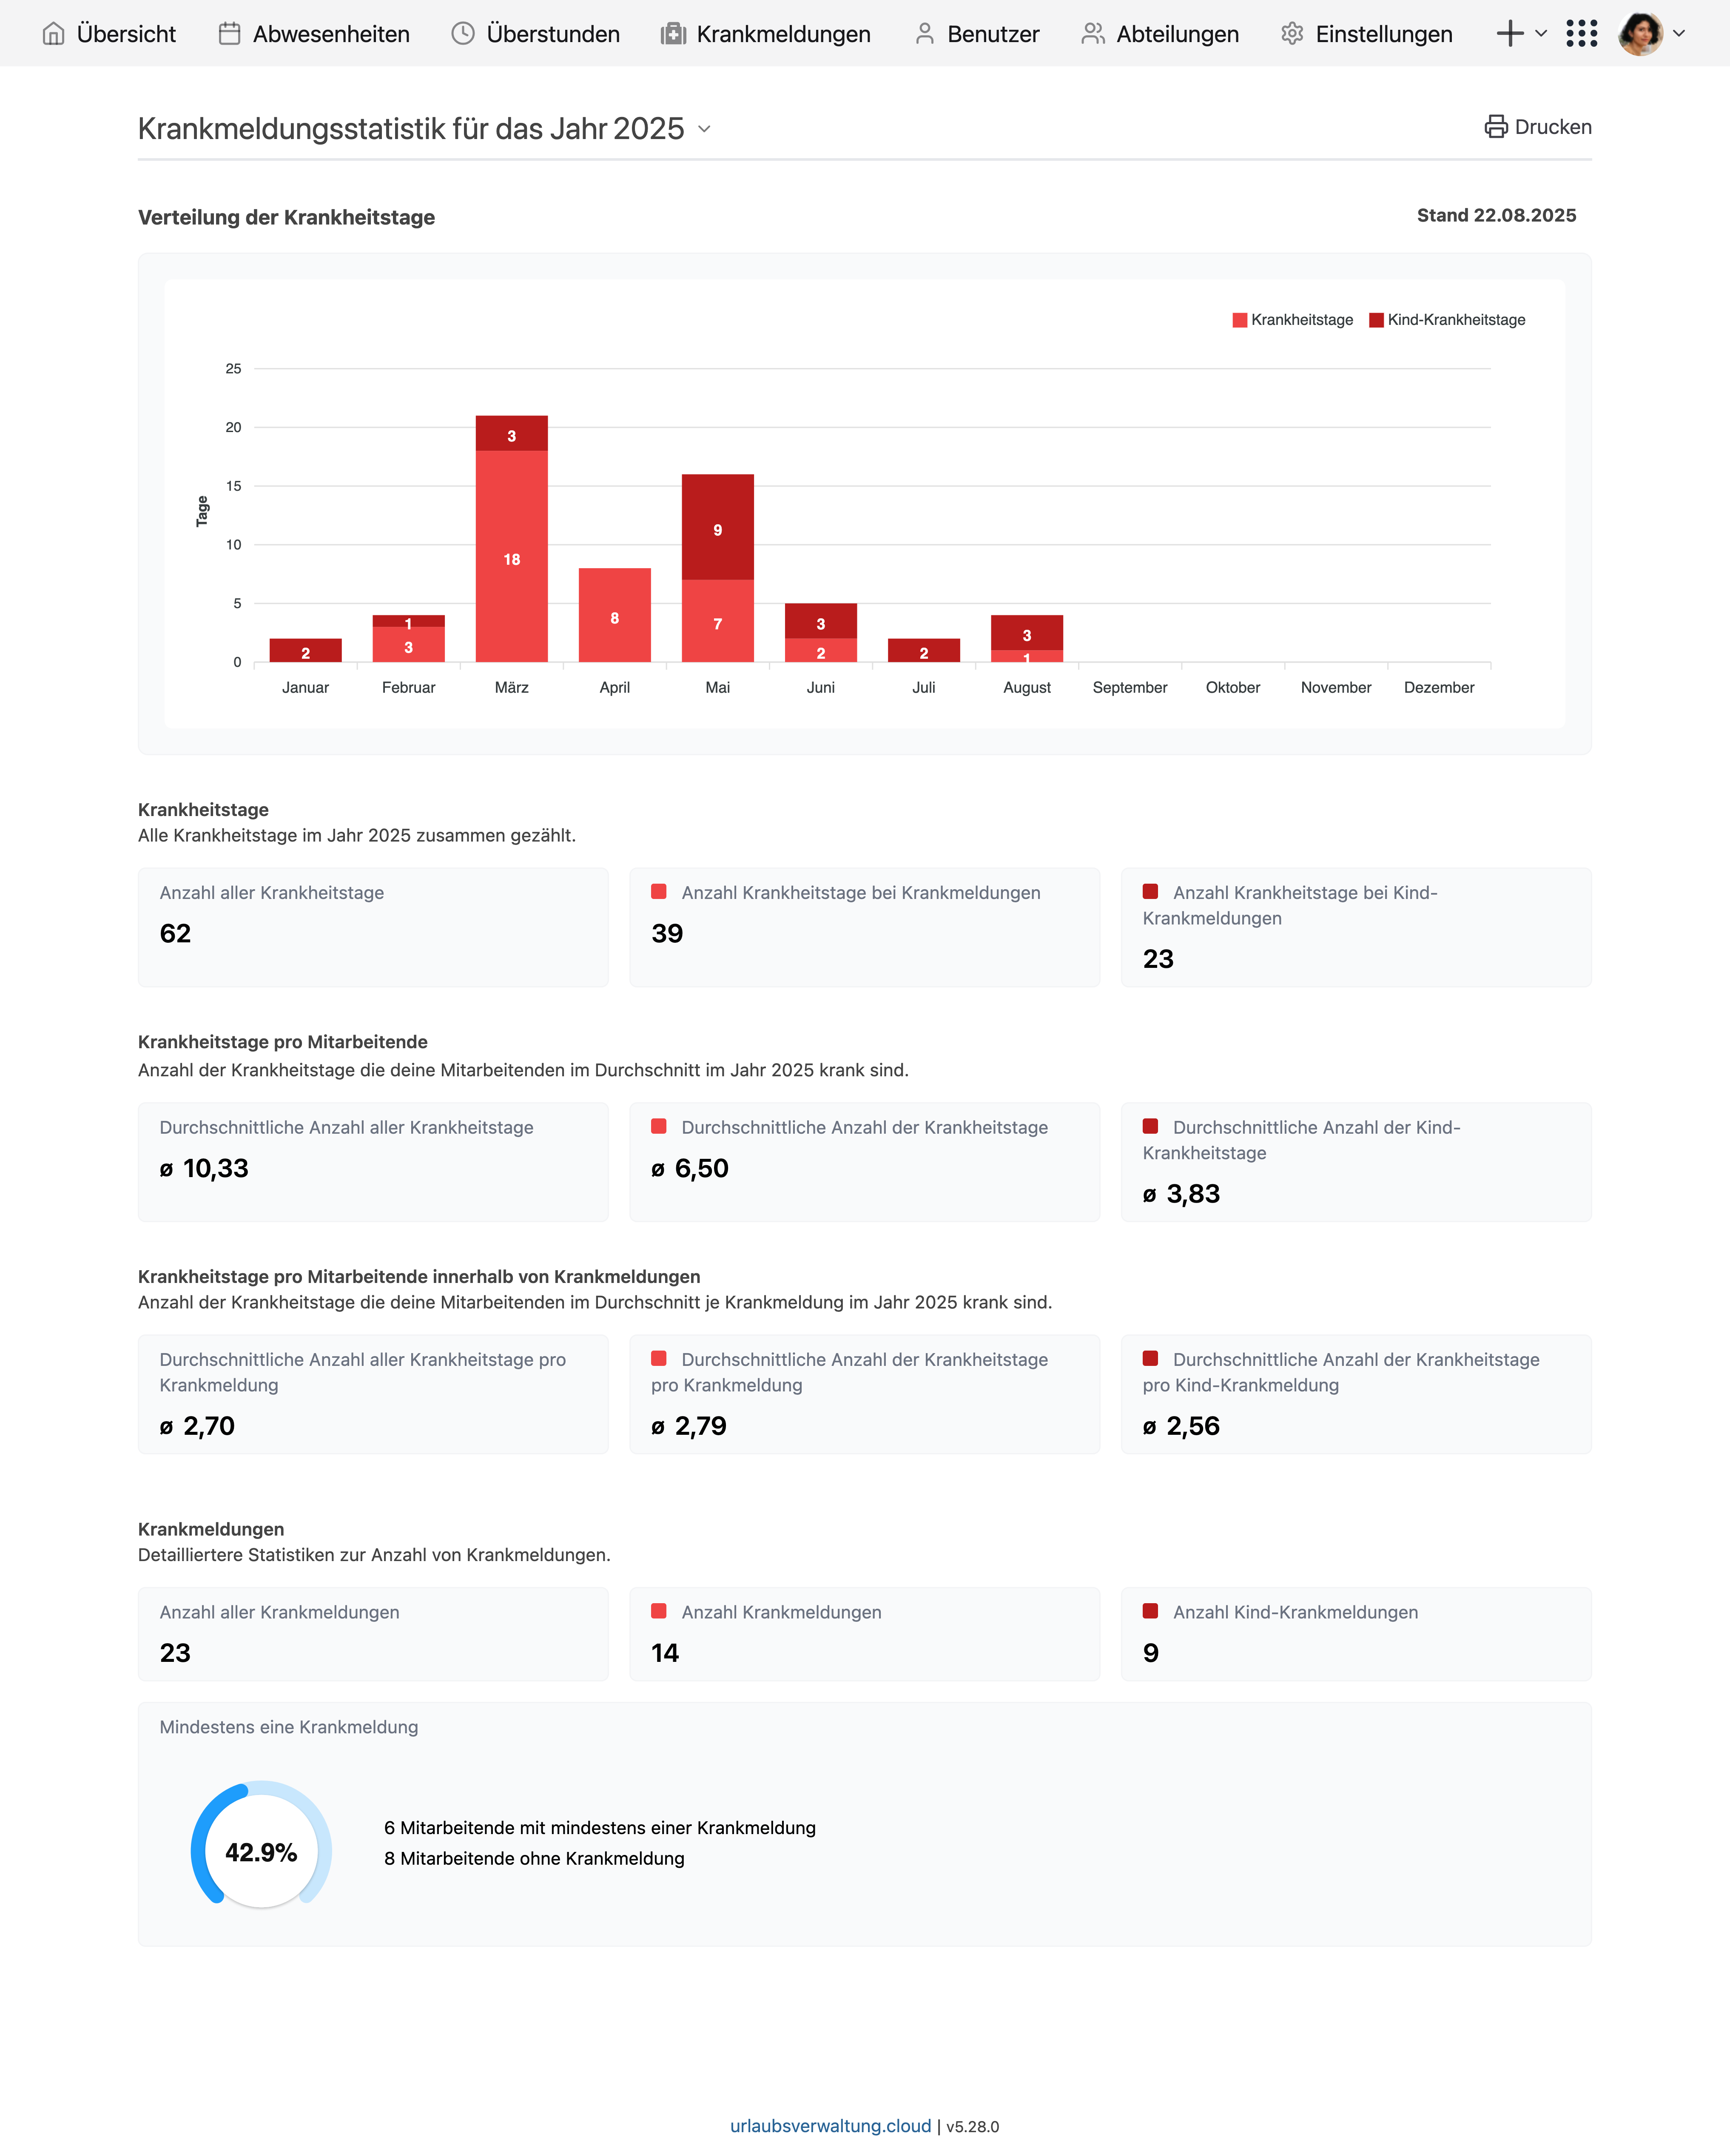 Übersicht Abwesenheiten Überstunden Krankmeldungen Benutzer Abteilungen Einstellungen
Krankmeldungsstatistik für das Jahr 2025
Drucken
Verteilung der Krankheitstage
Stand 22.08.2025
Krankheitstage Kind-Krankheitstage
Tage
25
20
15
10
5
0
2
1
3
3
18
8
9
7
3
2
2
3
1
Januar Februar März April Mai Juni Juli August September Oktober November Dezember
Krankheitstage
Alle Krankheitstage im Jahr 2025 zusammen gezählt.
Anzahl aller Krankheitstage
62
Anzahl Krankheitstage bei Krankmeldungen
39
Anzahl Krankheitstage bei Kind-
Krankmeldungen
23
Krankheitstage pro Mitarbeitende
Anzahl der Krankheitstage die deine Mitarbeitenden im Durchschnitt im Jahr 2025 krank sind.
Durchschnittliche Anzahl aller Krankheitstage
ø 10,33
Durchschnittliche Anzahl der Krankheitstage
ø 6,50
Durchschnittliche Anzahl der Kind-
Krankheitstage
ø 3,83
Krankheitstage pro Mitarbeitende innerhalb von Krankmeldungen
Anzahl der Krankheitstage die deine Mitarbeitenden im Durchschnitt je Krankmeldung im Jahr 2025 krank sind.
Durchschnittliche Anzahl aller Krankheitstage pro
Krankmeldung
ø 2,70
Durchschnittliche Anzahl der Krankheitstage
pro Krankmeldung
ø 2,79
Durchschnittliche Anzahl der Krankheitstage
pro Kind-Krankmeldung
ø 2,56
Krankmeldungen
Detailliertere Statistiken zur Anzahl von Krankmeldungen.
Anzahl aller Krankmeldungen
23
Anzahl Krankmeldungen
14
Anzahl Kind-Krankmeldungen
9
Mindestens eine Krankmeldung
42.9%
6 Mitarbeitende mit mindestens einer Krankmeldung
8 Mitarbeitende ohne Krankmeldung
urlaubsverwaltung.cloud | v5.28.0